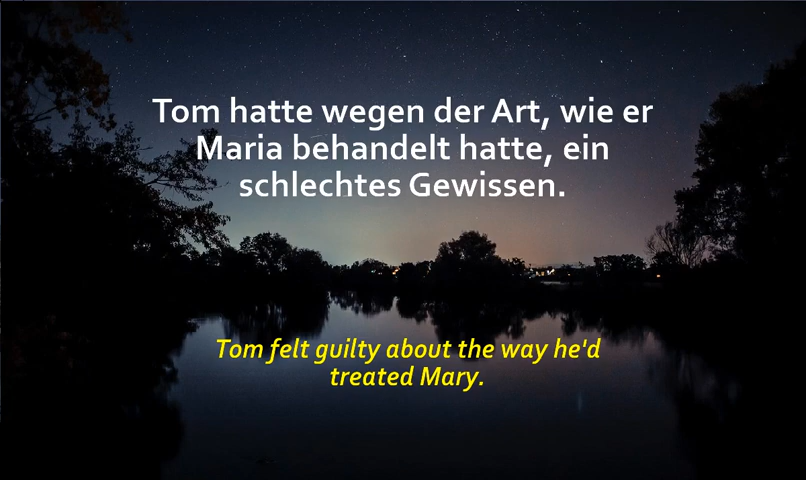 Tom hatte wegen der Art, wie er
Maria behandelt hatte, ein
schlechtes Gewissen.
Tom felt guilty about the way he'd
treated Mary.